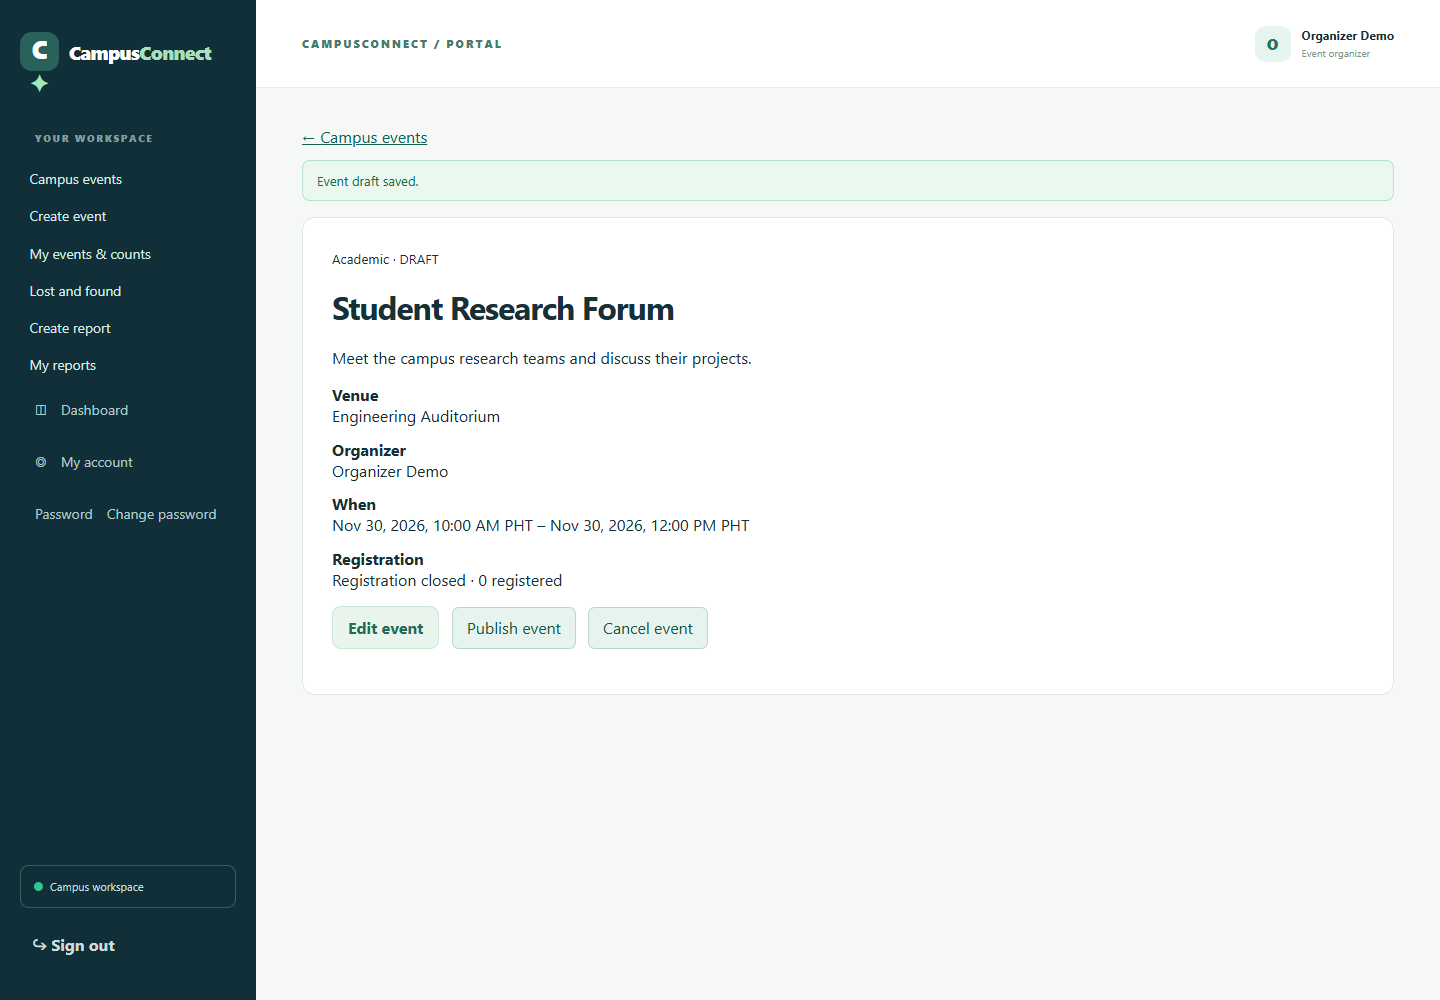 C CampusConnect
YOUR WORKSPACE
Campus events
Create event
My events & counts
Lost and found
Create report
My reports
Dashboard
My account
Password Change password
Campus workspace
↪ Sign out
CAMPUSCONNECT / PORTAL
O
Organizer Demo
Event organizer
← Campus events
Event draft saved.
Academic · DRAFT
Student Research Forum
Meet the campus research teams and discuss their projects.
Venue
Engineering Auditorium
Organizer
Organizer Demo
When
Nov 30, 2026, 10:00 AM PHT – Nov 30, 2026, 12:00 PM PHT
Registration
Registration closed · 0 registered
Edit event Publish event Cancel event